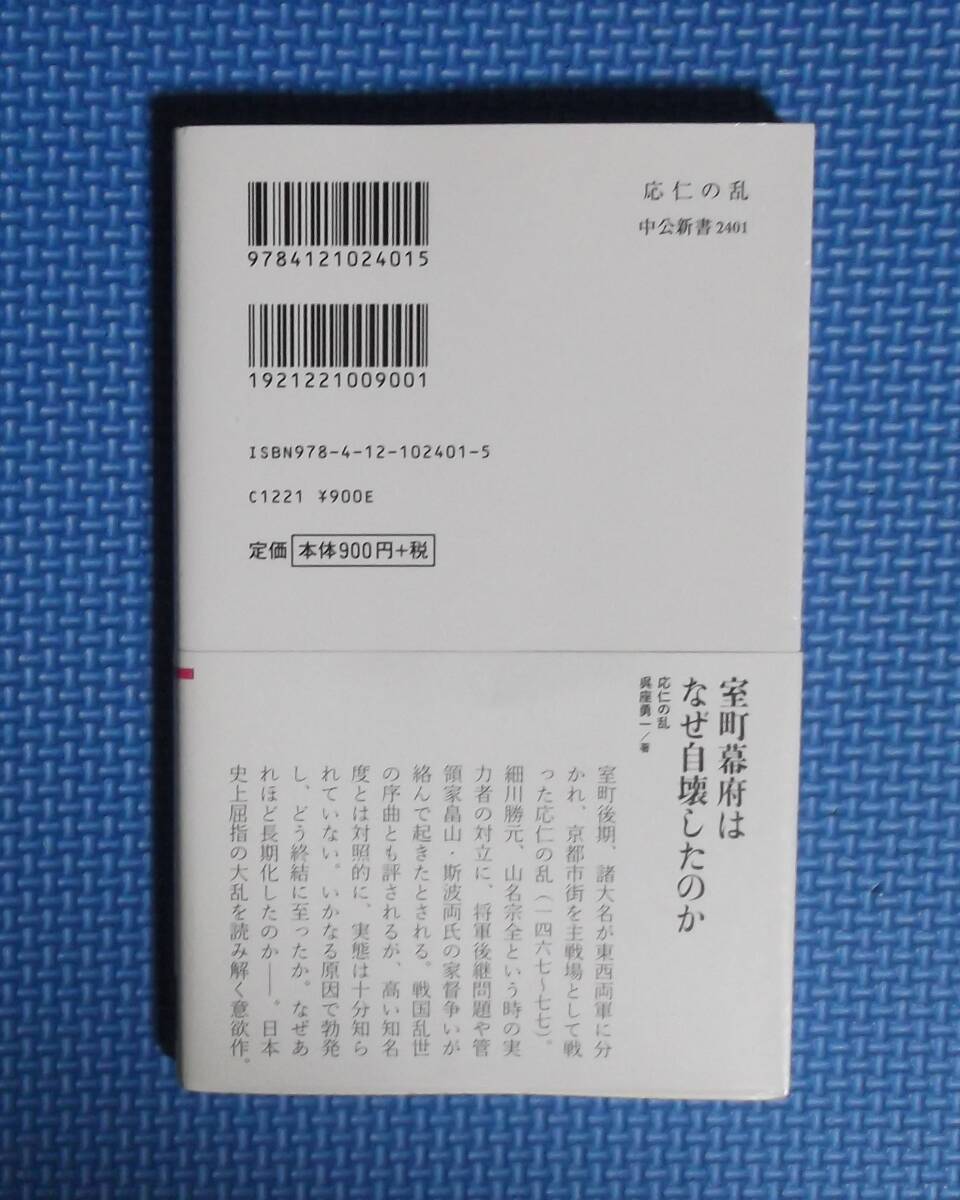 応仁の乱
中公新書2401
9784121024015
1921221009001
ISBN978-4-12-102401-5
C1221 ¥900E
定価 本体900円+税
室町幕府は
なぜ自壊したのか
応仁の乱
呉座勇一/著
室町後期、諸大名が東西両軍に分
かれ、京都市街を主戦場として戦
った応仁の乱(一四六七〜七七)。
細川勝元、山名宗全という時の実
力者の対立に、将軍後継問題や管
領家畠山・斯波両氏の家督争いが
絡んで起きたとされる。戦国乱世
の序曲とも評されるが、高い知名
度とは対照的に、実態は十分知ら
れていない。いかなる原因で勃発
し、どう終結に至ったか。なぜあ
れほど長期化したのか――。日本
史上屈指の大乱を読み解く意欲作。